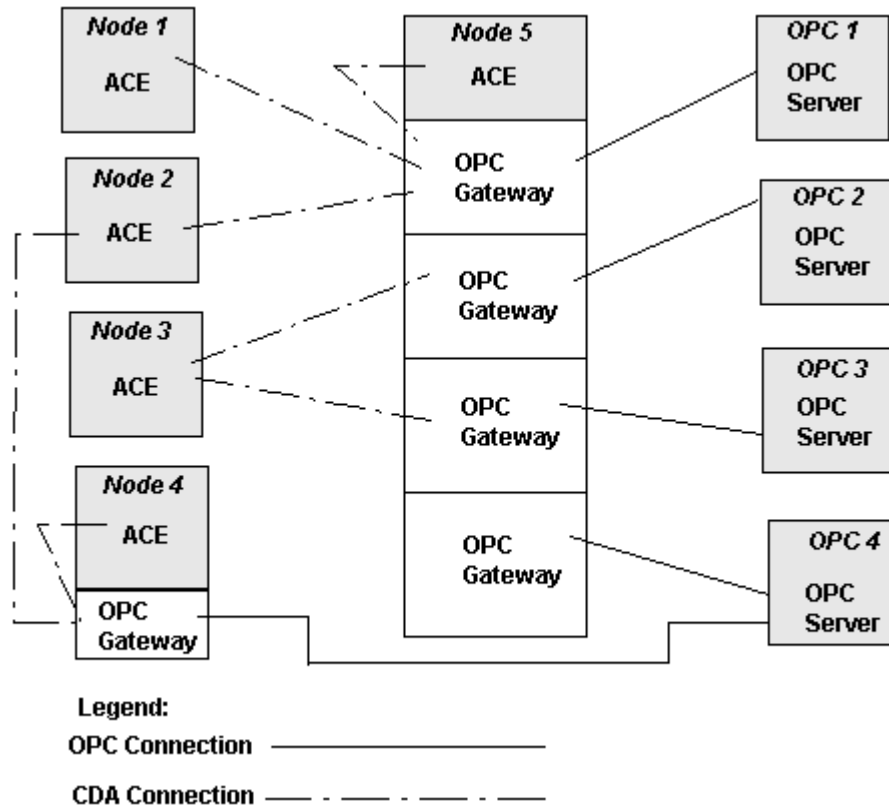 Node 1
ACE
Node 2
ACE
Node 3
ACE
Node 4
ACE
OPC
Gateway
Node 5
ACE
OPC
Gateway
OPC
Gateway
OPC
Gateway
OPC
Gateway
OPC 1
OPC
Server
OPC 2
OPC
Server
OPC 3
OPC
Server
OPC 4
OPC
Server
Legend:
OPC Connection
CDA Connection